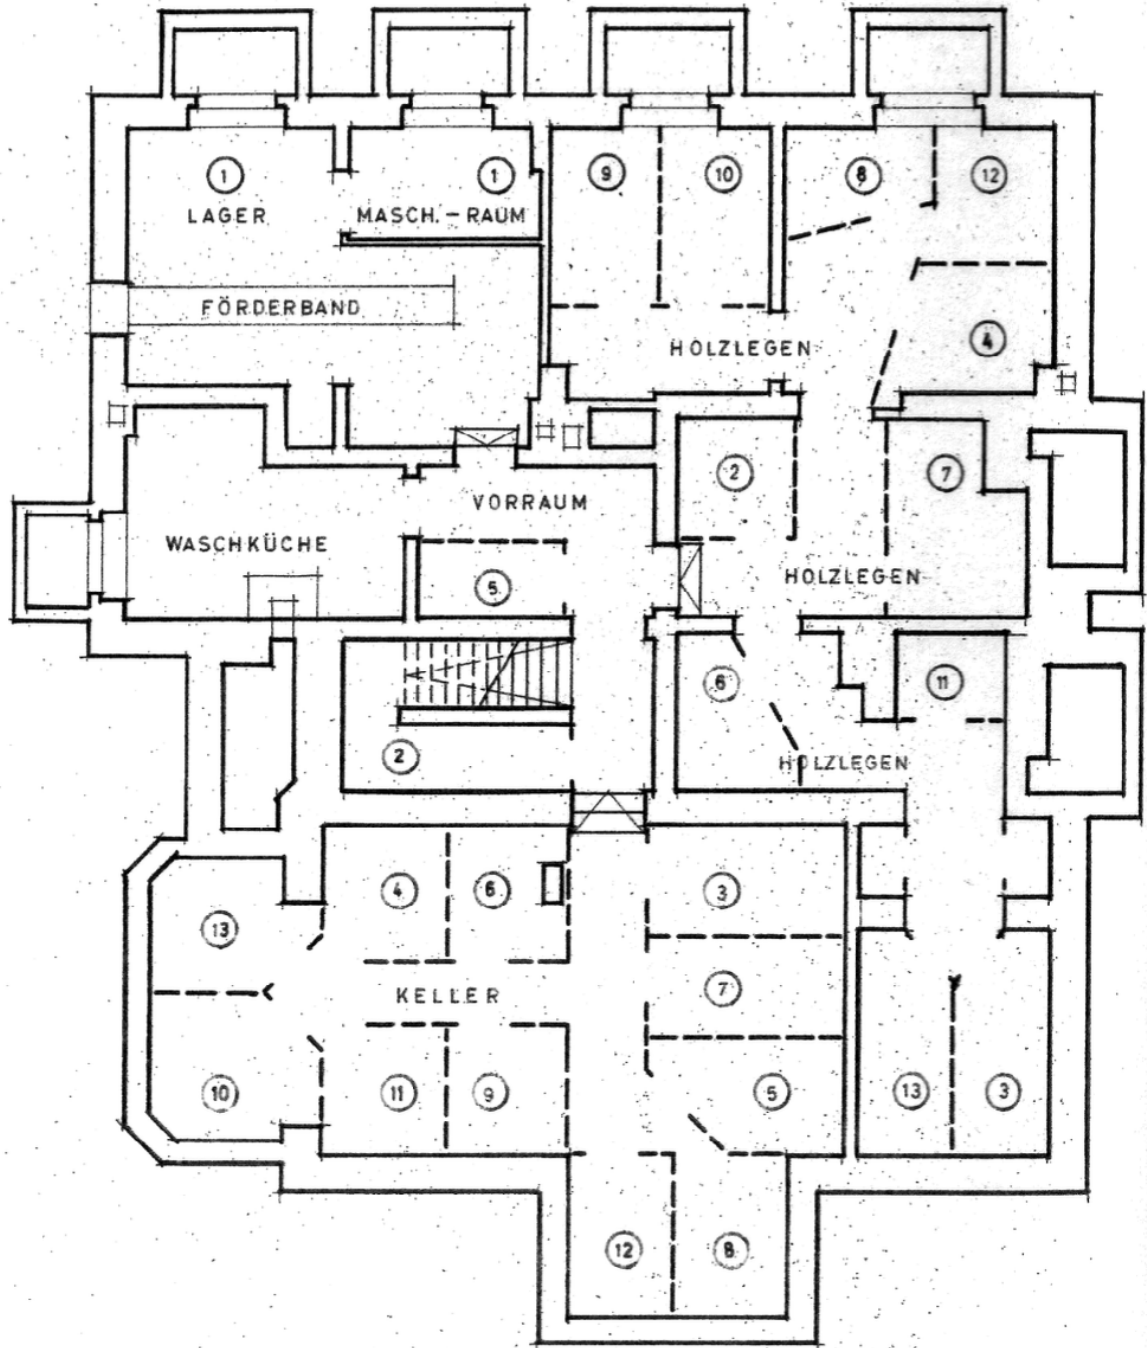 1 1 9 10 8 12
LAGER MASCH.-RAUM
FÖRDERBAND
HOLZLEGEN 4
2 7
VORRAUM
WASCHKÜCHE
5 HOLZLEGEN
6 11
2 HOLZLEGEN
4 6 3
13
KELLER 7
10 11 9 5 13 3
12 8